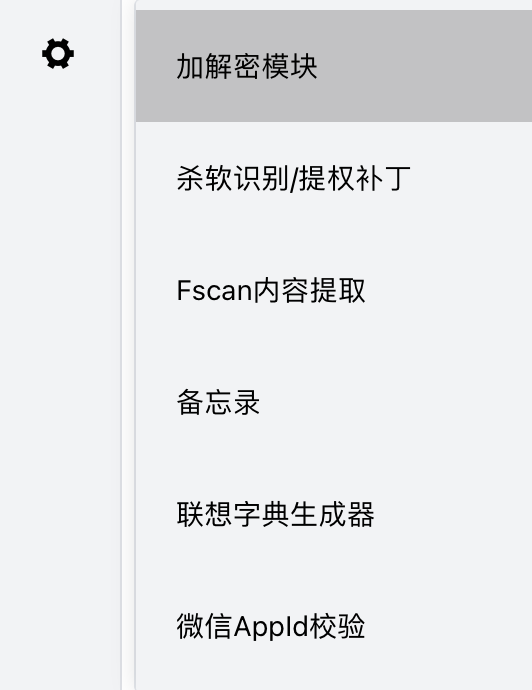 加解密模块
杀软识别/提权补丁
Fscan内容提取
备忘录
联想字典生成器
微信AppId校验